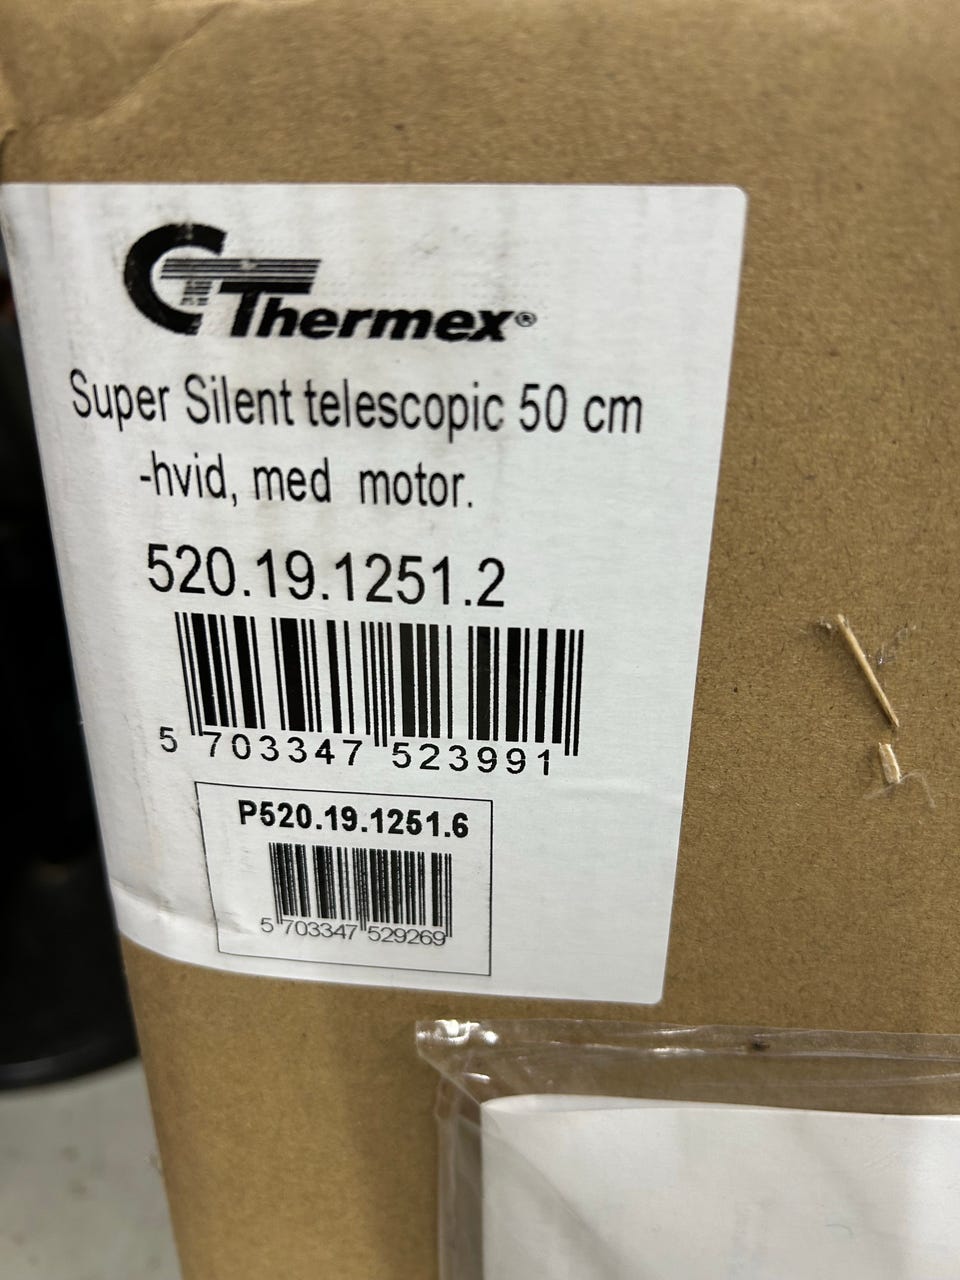 Thermex®
Super Silent telescopic 50 cm
-hvid, med motor.
520.19.1251.2
5 703347 523991
P520.19.1251.6
5 703347 529269